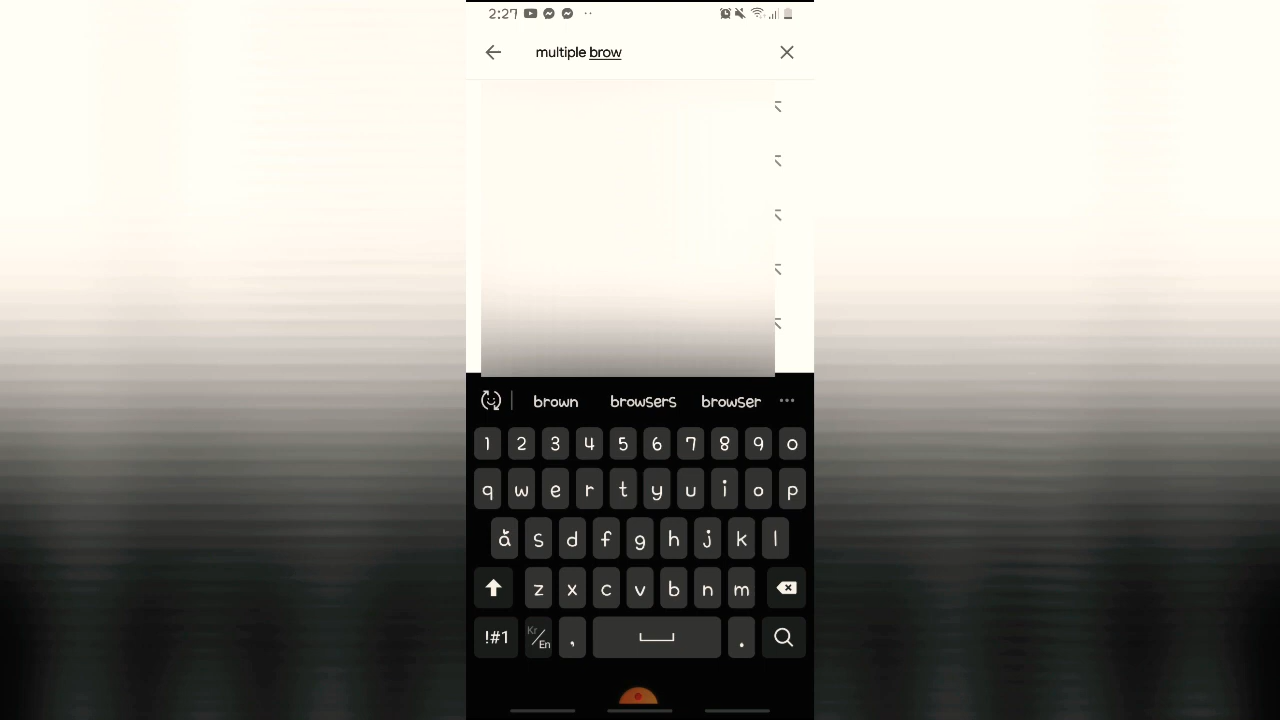 2:27
multiple brow
brown browsers browser
1 2 3 4 5 6 7 8 9 0
q w e r t y u i o p
a s d f g h j k l
z x c v b n m
!#1 Kr/En , .